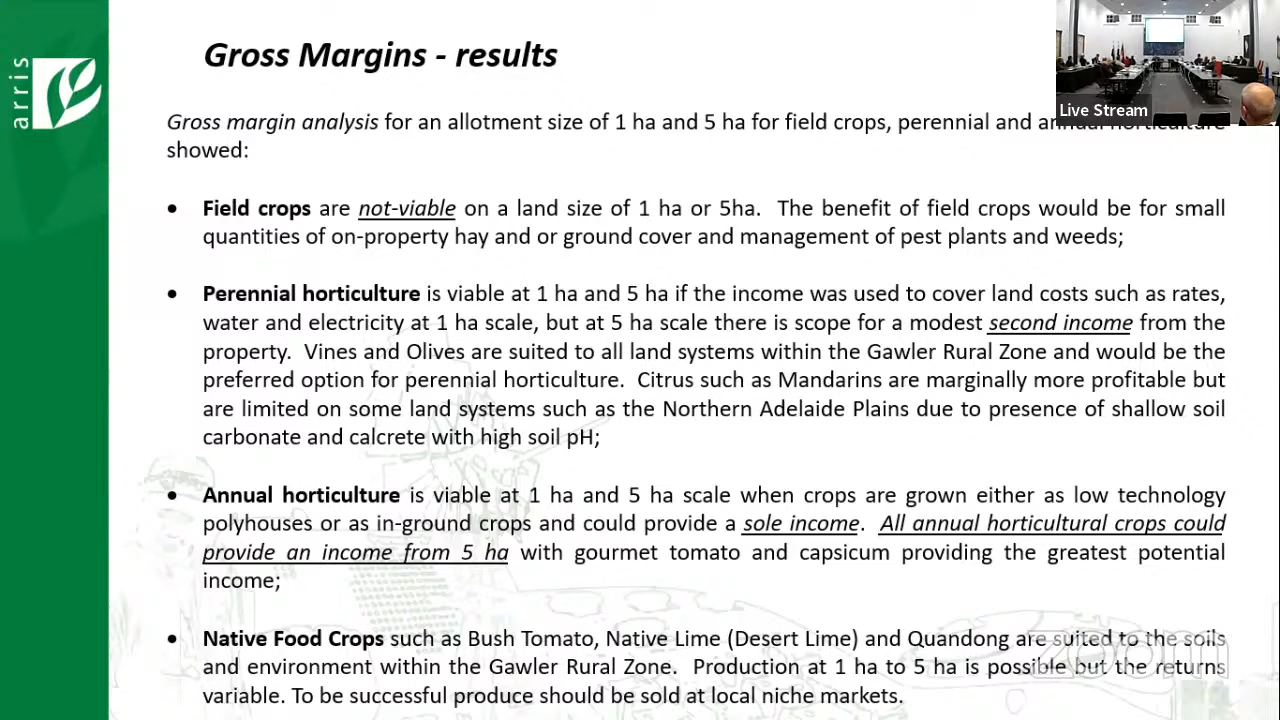 arris
Gross Margins - results
Live Stream
Gross margin analysis for an allotment size of 1 ha and 5 ha for field crops, perennial and annual horticulture
showed:
• Field crops are not-viable on a land size of 1 ha or 5ha. The benefit of field crops would be for small
quantities of on-property hay and or ground cover and management of pest plants and weeds;
• Perennial horticulture is viable at 1 ha and 5 ha if the income was used to cover land costs such as rates,
water and electricity at 1 ha scale, but at 5 ha scale there is scope for a modest second income from the
property. Vines and Olives are suited to all land systems within the Gawler Rural Zone and would be the
preferred option for perennial horticulture. Citrus such as Mandarins are marginally more profitable but
are limited on some land systems such as the Northern Adelaide Plains due to presence of shallow soil
carbonate and calcrete with high soil pH;
• Annual horticulture is viable at 1 ha and 5 ha scale when crops are grown either as low technology
polyhouses or as in-ground crops and could provide a sole income. All annual horticultural crops could
provide an income from 5 ha with gourmet tomato and capsicum providing the greatest potential
income;
• Native Food Crops such as Bush Tomato, Native Lime (Desert Lime) and Quandong are suited to the soils
and environment within the Gawler Rural Zone. Production at 1 ha to 5 ha is possible but the returns
variable. To be successful produce should be sold at local niche markets.
zoom